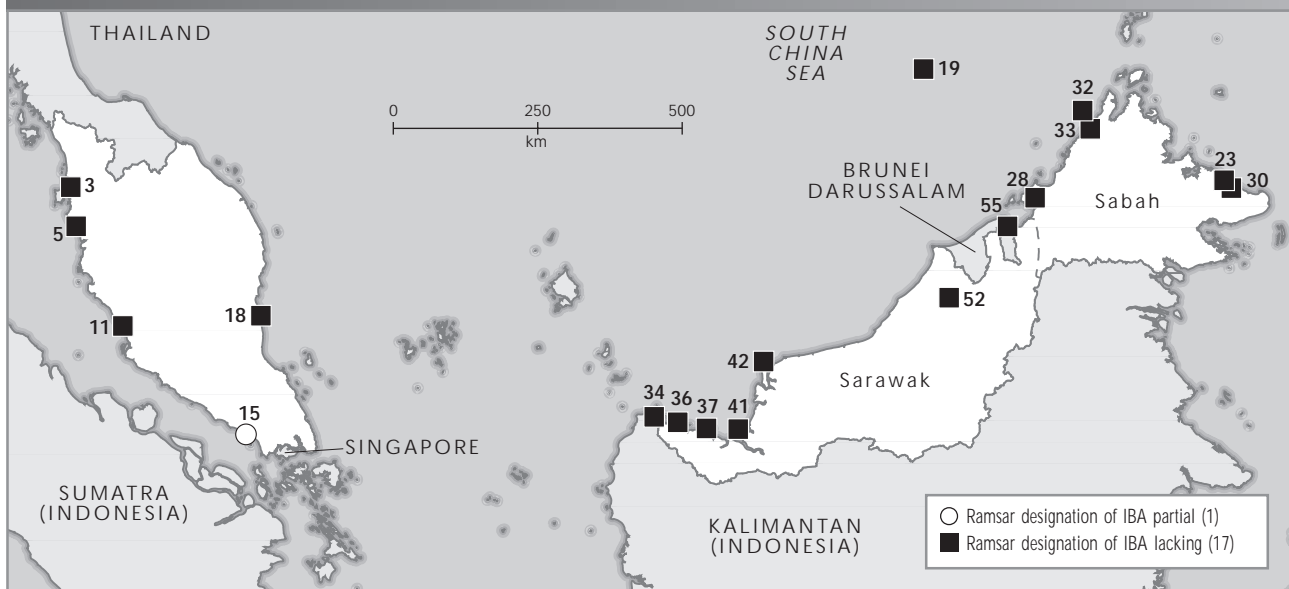 THAILAND
SOUTH
CHINA
SEA
19
0 250 500
km
32
33
23
30
3
5
BRUNEI
DARUSSALAM
28
55
Sabah
52
11
18
42
Sarawak
34
36
37
41
15
SINGAPORE
SUMATRA
(INDONESIA)
KALIMANTAN
(INDONESIA)
Ramsar designation of IBA partial (1)
Ramsar designation of IBA lacking (17)